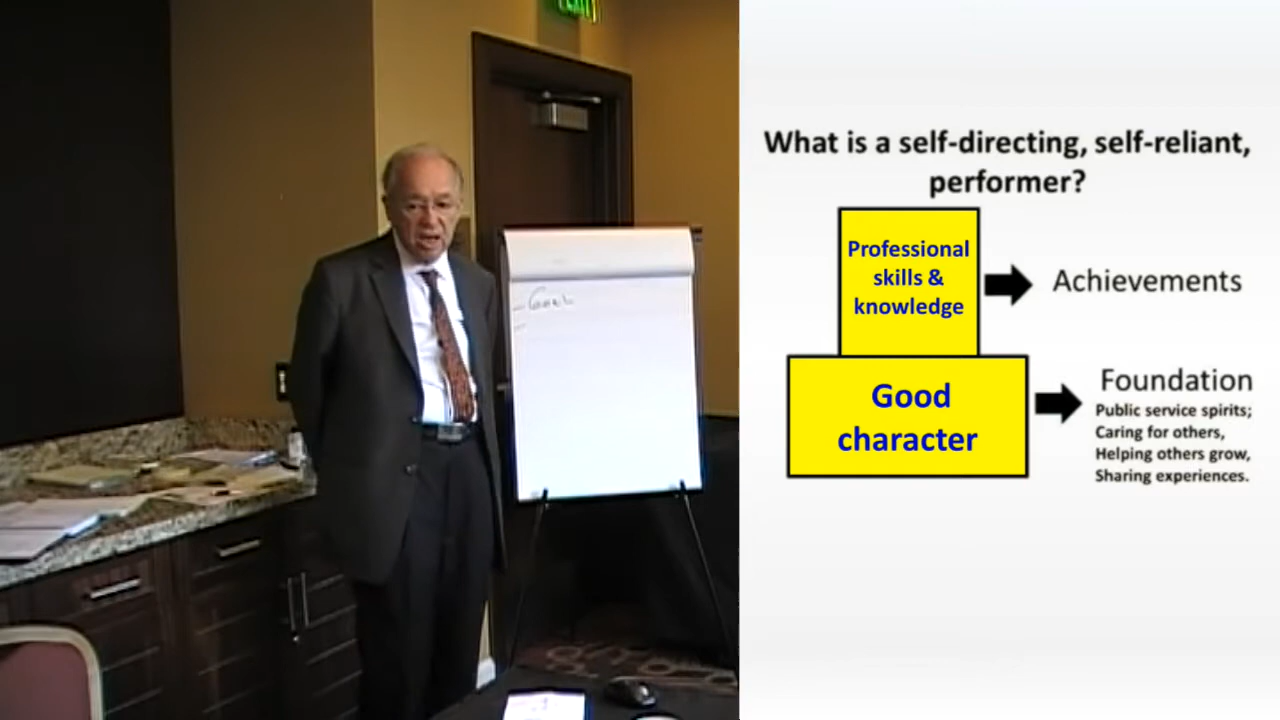 EXIT
What is a self-directing, self-reliant,
performer?
Professional
skills &
knowledge
Achievements
Good
character
Foundation
Public service spirits;
Caring for others,
Helping others grow,
Sharing experiences.